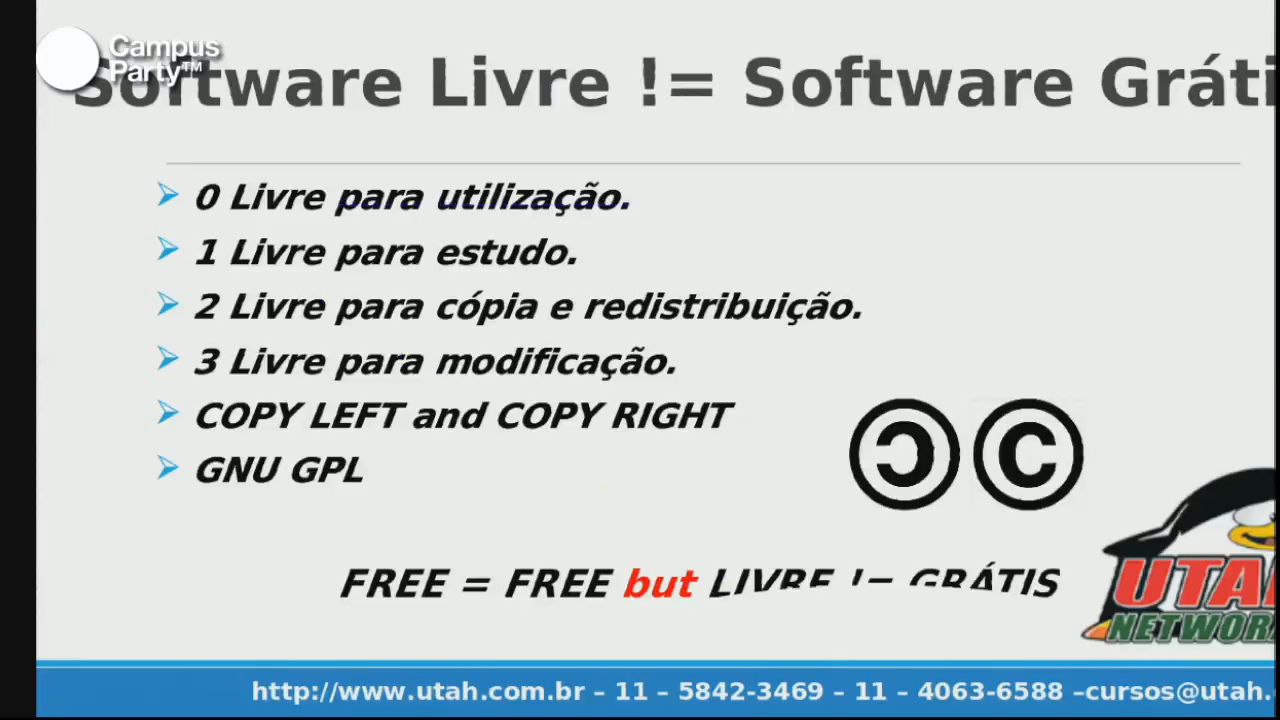 Campus
Party™
Software Livre != Software Gráti
0 Livre para utilização.
1 Livre para estudo.
2 Livre para cópia e redistribuição.
3 Livre para modificação.
COPY LEFT and COPY RIGHT
GNU GPL
FREE = FREE but LIVRE != GRÁTIS
UTA
NETWOR
http://www.utah.com.br – 11 – 5842-3469 – 11 – 4063-6588 –cursos@utah.